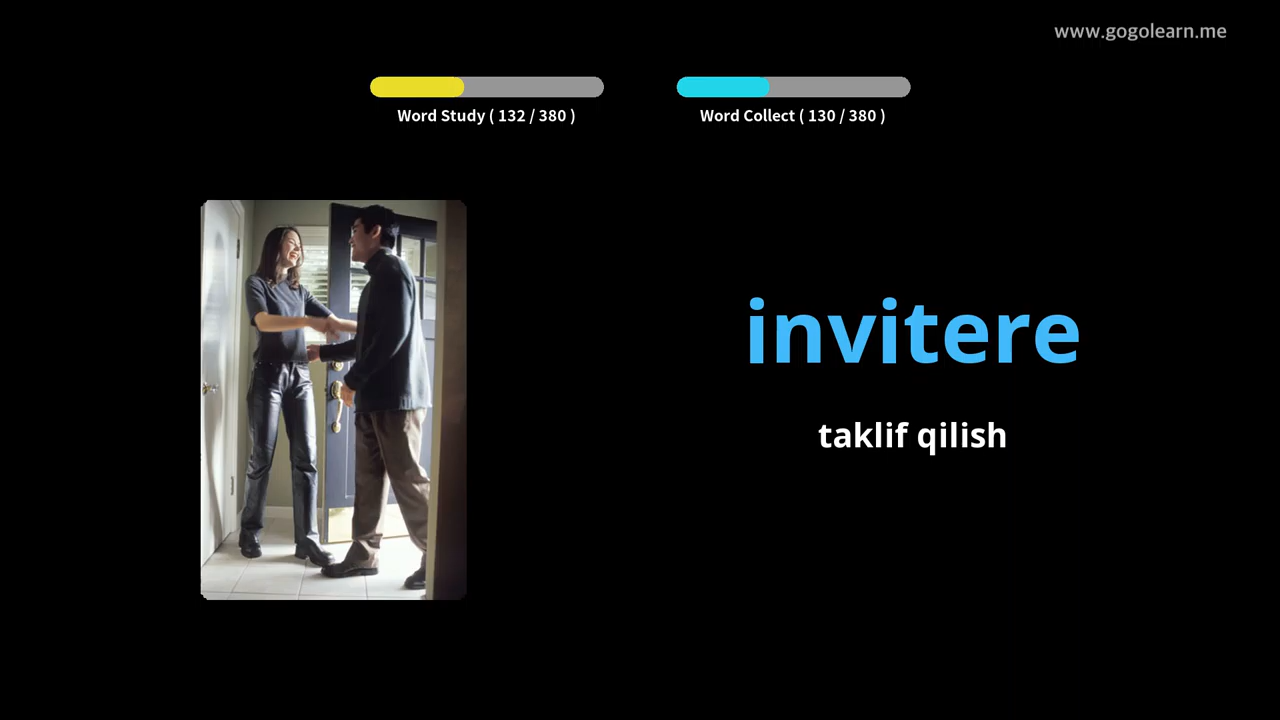 www.gogolearn.me
Word Study ( 132 / 380 )
Word Collect ( 130 / 380 )
invitere
taklif qilish